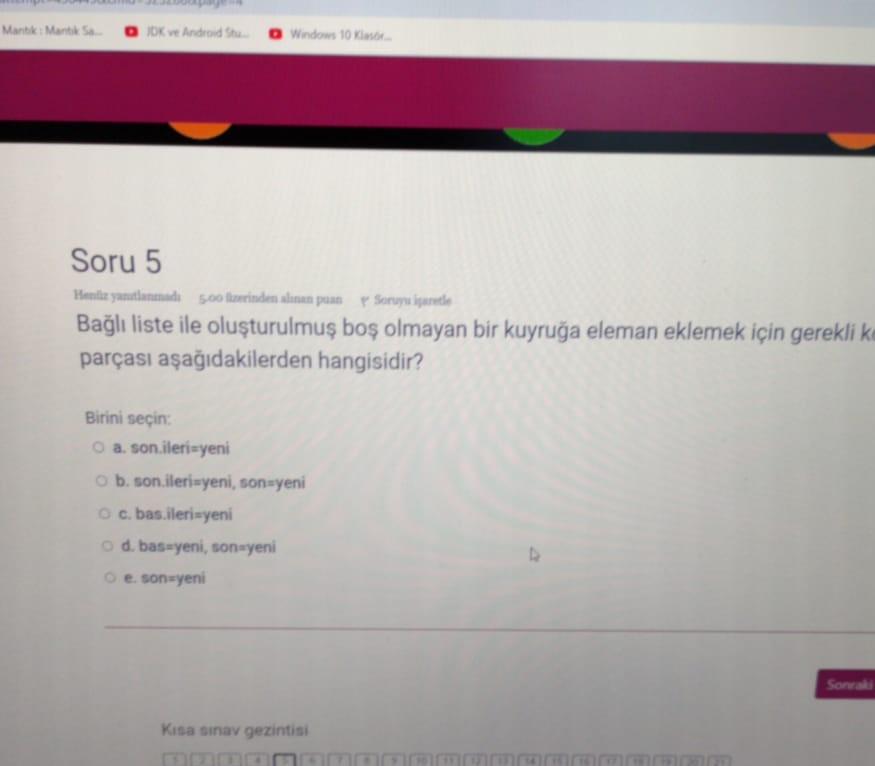 Mantık : Mantık Sa...
JDK ve Android Stu...
Windows 10 Klasör...
Soru 5
Henüz yanıtlanmadı 5.00 üzerinden alınan puan Soruyu işaretle
Bağlı liste ile oluşturulmuş boş olmayan bir kuyruğa eleman eklemek için gerekli
parçası aşağıdakilerden hangisidir?
Birini seçin:
a. son.ileri=yeni
b. son.ileri=yeni, son=yeni
c. bas.ileri=yeni
d. bas=yeni, son=yeni
e. son=yeni
Sonraki
Kısa sınav gezintisi
1 2 3 4 5 6 7 8 9 10 11 12 13 14 15 16 17 18 19 20 21